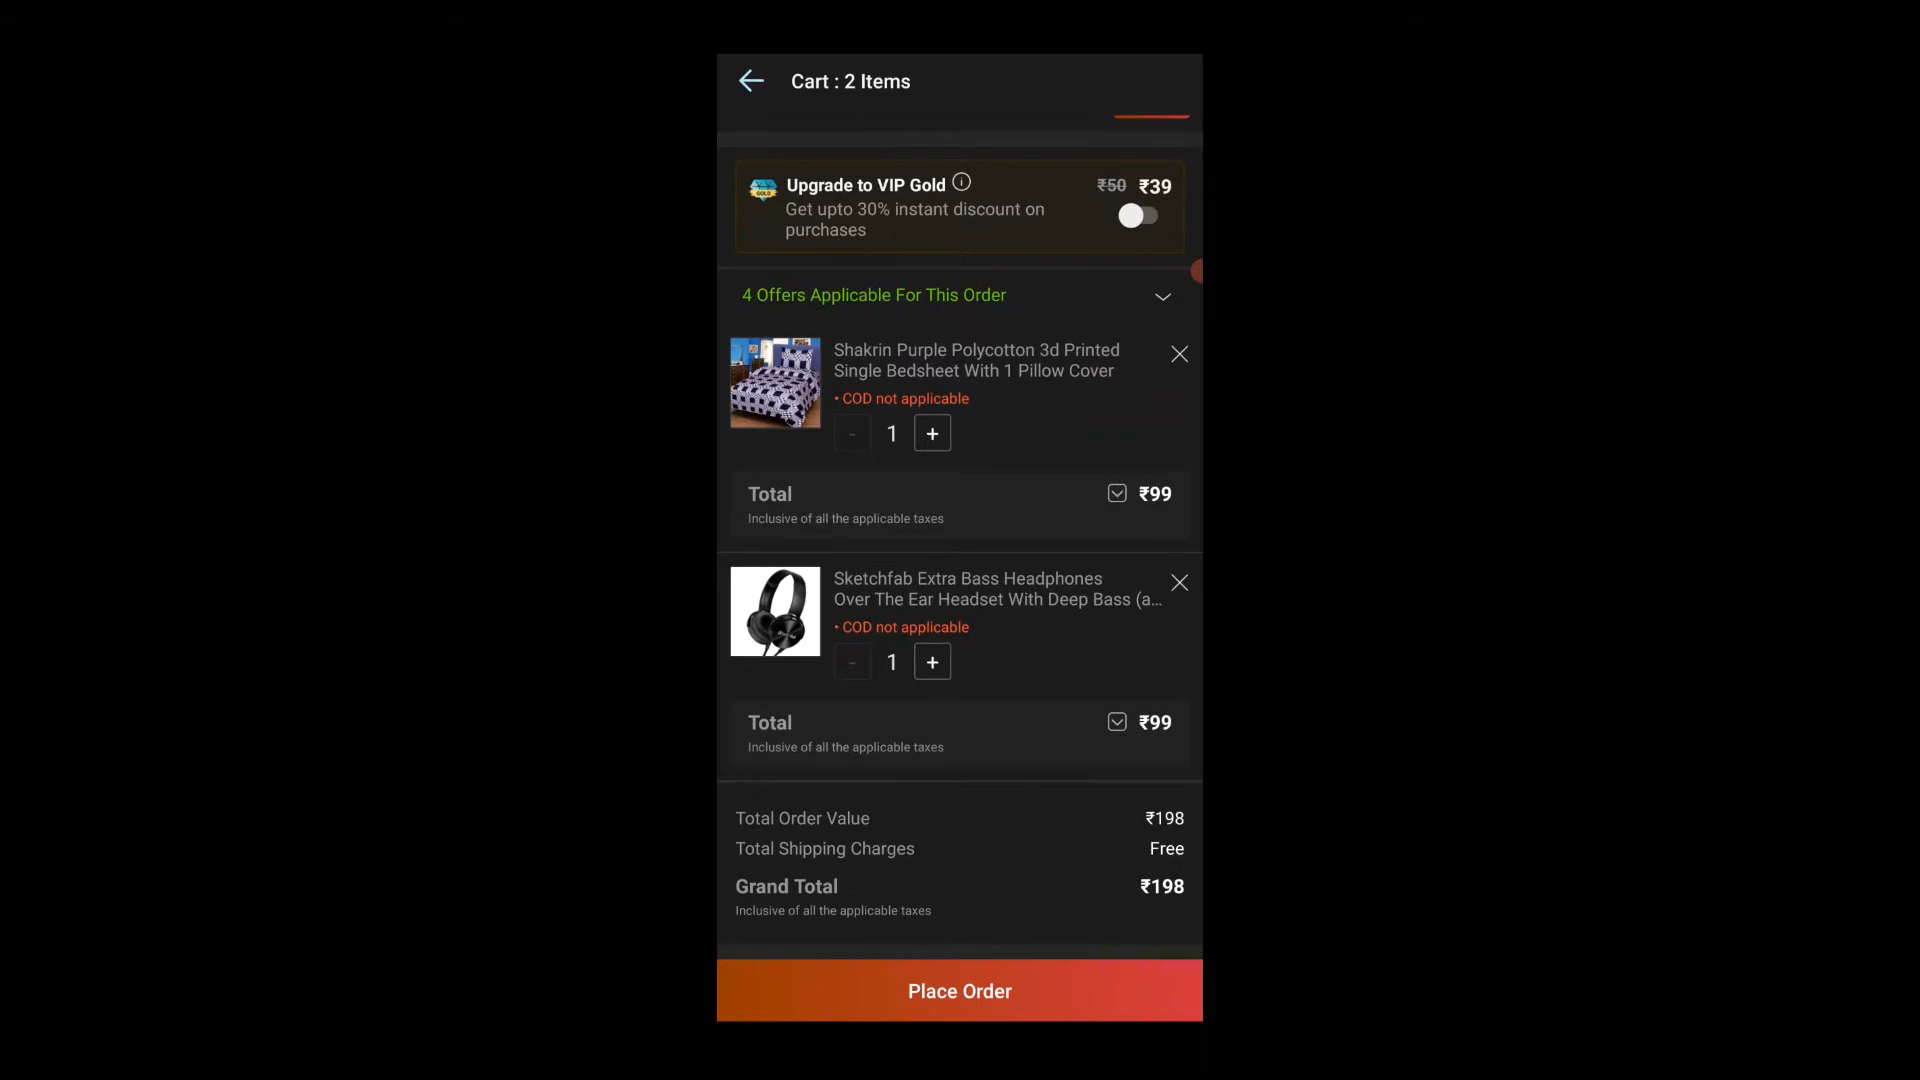 Cart : 2 Items
Upgrade to VIP Gold
₹50 ₹39
GOLD
Get upto 30% instant discount on
purchases
4 Offers Applicable For This Order
Shakrin Purple Polycotton 3d Printed
Single Bedsheet With 1 Pillow Cover
• COD not applicable
- 1 +
Total ₹99
Inclusive of all the applicable taxes
Sketchfab Extra Bass Headphones
Over The Ear Headset With Deep Bass (a...
• COD not applicable
- 1 +
Total ₹99
Inclusive of all the applicable taxes
Total Order Value ₹198
Total Shipping Charges Free
Grand Total ₹198
Inclusive of all the applicable taxes
Place Order